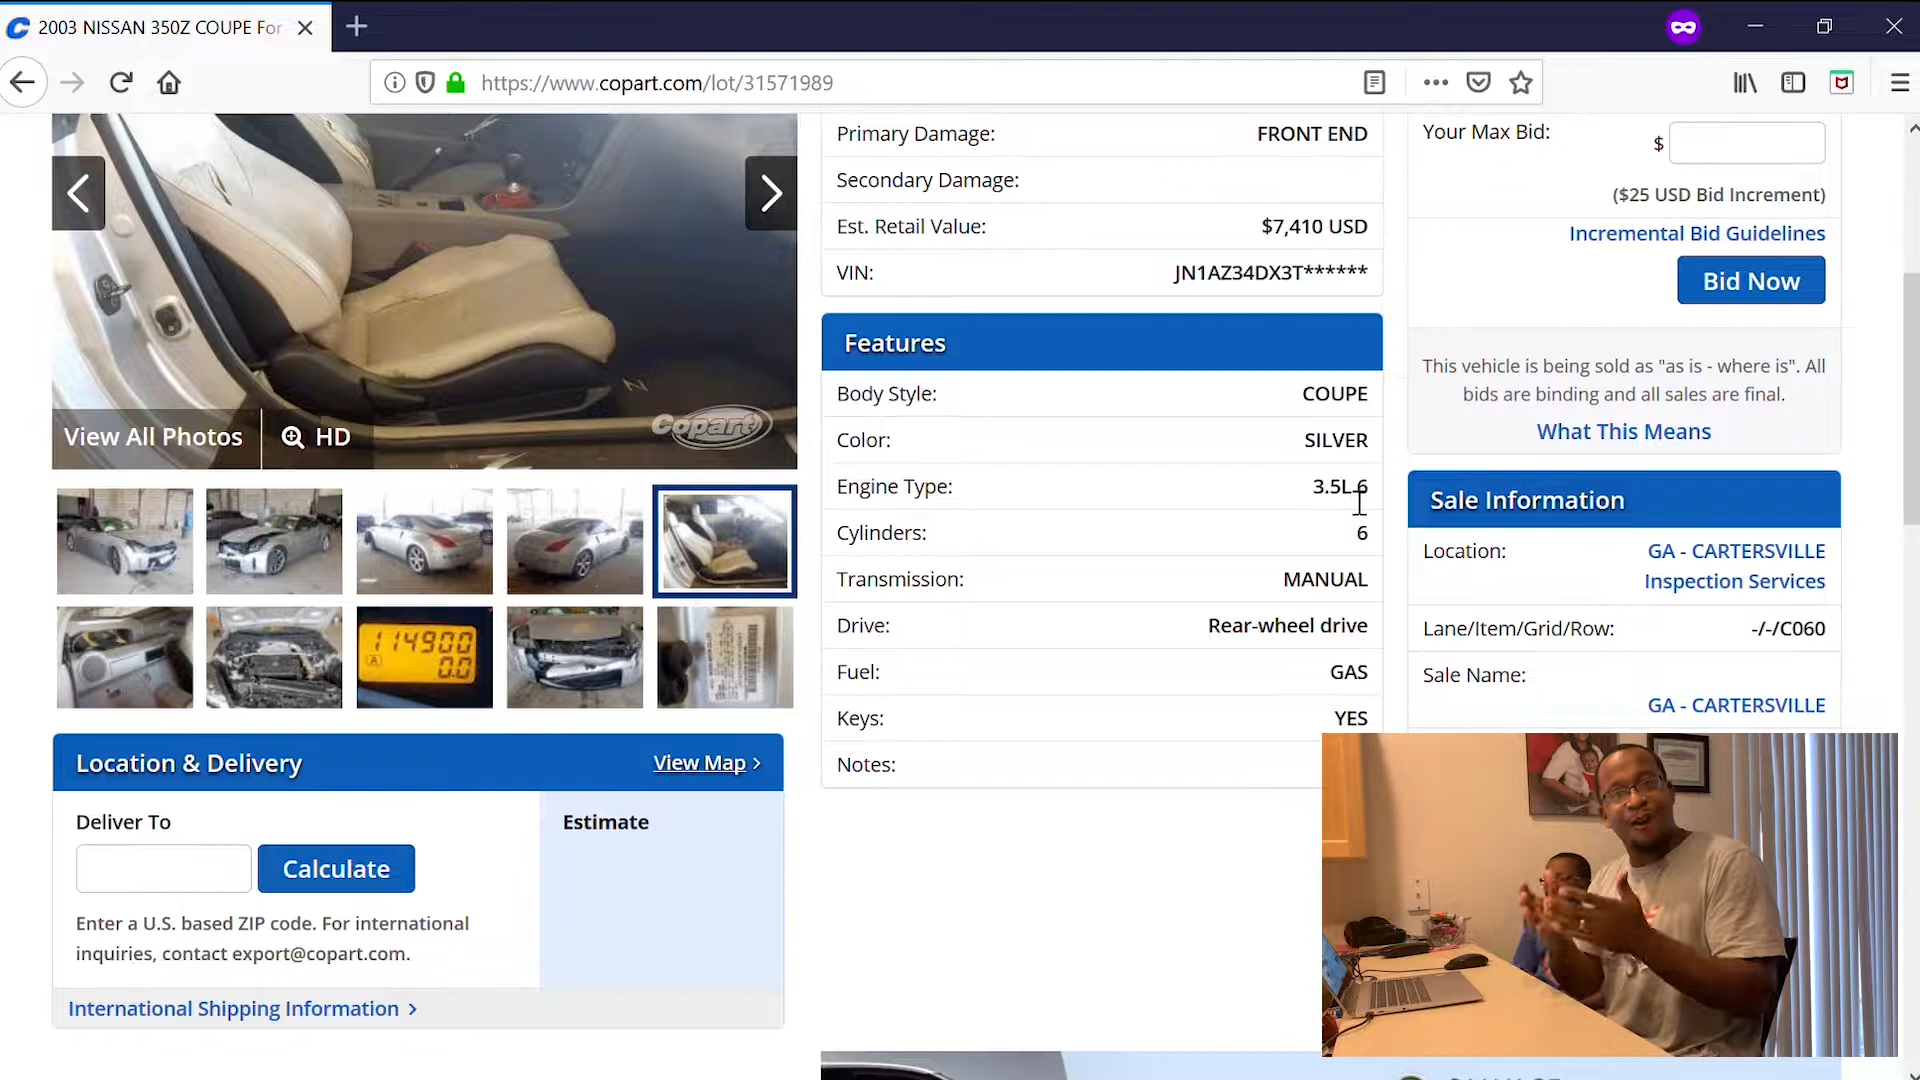 2003 NISSAN 350Z COUPE For
https://www.copart.com/lot/31571989
View All Photos
HD
Copart
114900
A
0.0
Location & Delivery
View Map >
Deliver To
Estimate
Calculate
Enter a U.S. based ZIP code. For international
inquiries, contact export@copart.com.
International Shipping Information >
Primary Damage: FRONT END
Secondary Damage:
Est. Retail Value: $7,410 USD
VIN: JN1AZ34DX3T******
Features
Body Style: COUPE
Color: SILVER
Engine Type: 3.5L 6
Cylinders: 6
Transmission: MANUAL
Drive: Rear-wheel drive
Fuel: GAS
Keys: YES
Notes:
Your Max Bid: $
($25 USD Bid Increment)
Incremental Bid Guidelines
Bid Now
This vehicle is being sold as "as is - where is". All
bids are binding and all sales are final.
What This Means
Sale Information
Location: GA - CARTERSVILLE
Inspection Services
Lane/Item/Grid/Row: -/-/C060
Sale Name:
GA - CARTERSVILLE